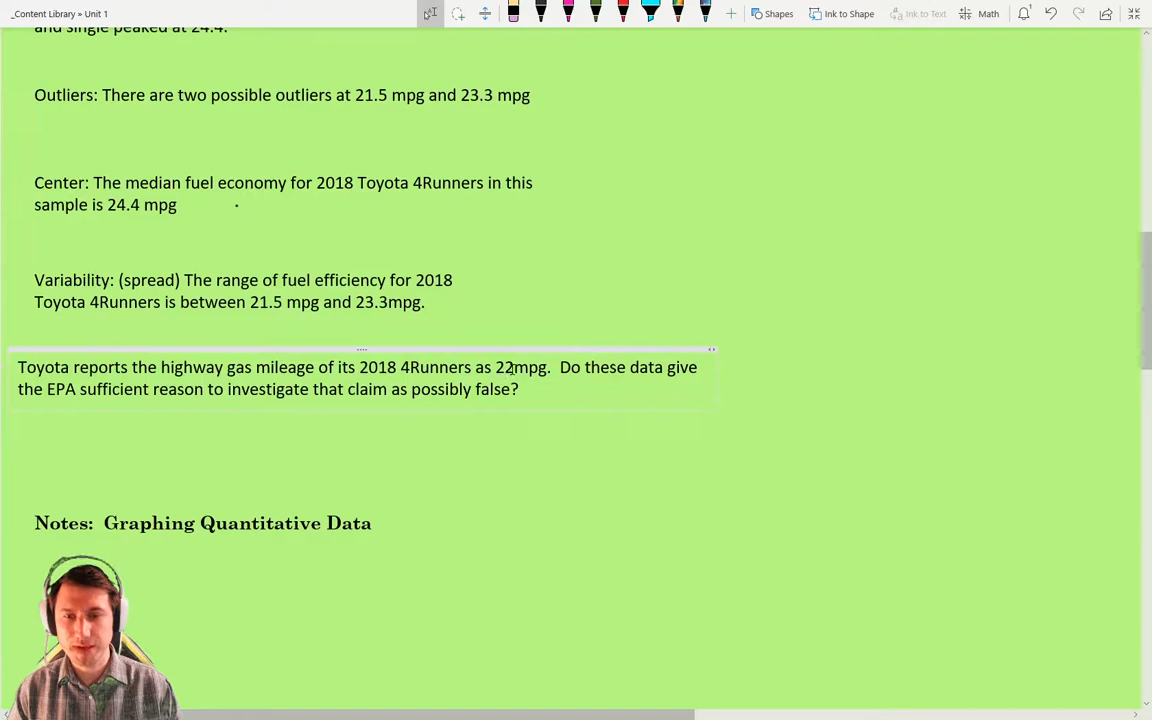 _Content Library » Unit 1
Shapes
Ink to Shape
Ink to Text
Math
and single peaked at 24.4.
Outliers: There are two possible outliers at 21.5 mpg and 23.3 mpg
Center: The median fuel economy for 2018 Toyota 4Runners in this
sample is 24.4 mpg
Variability: (spread) The range of fuel efficiency for 2018
Toyota 4Runners is between 21.5 mpg and 23.3mpg.
Toyota reports the highway gas mileage of its 2018 4Runners as 22mpg. Do these data give
the EPA sufficient reason to investigate that claim as possibly false?
Notes: Graphing Quantitative Data